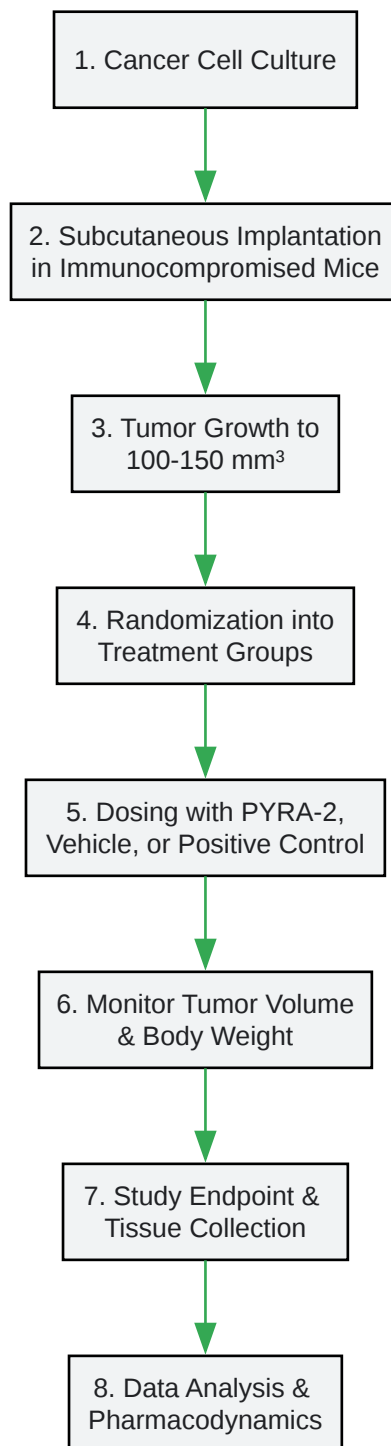 1. Cancer Cell Culture
2. Subcutaneous Implantation
in Immunocompromised Mice
3. Tumor Growth to
100-150 mm³
4. Randomization into
Treatment Groups
5. Dosing with PYRA-2,
Vehicle, or Positive Control
6. Monitor Tumor Volume
& Body Weight
7. Study Endpoint &
Tissue Collection
8. Data Analysis &
Pharmacodynamics